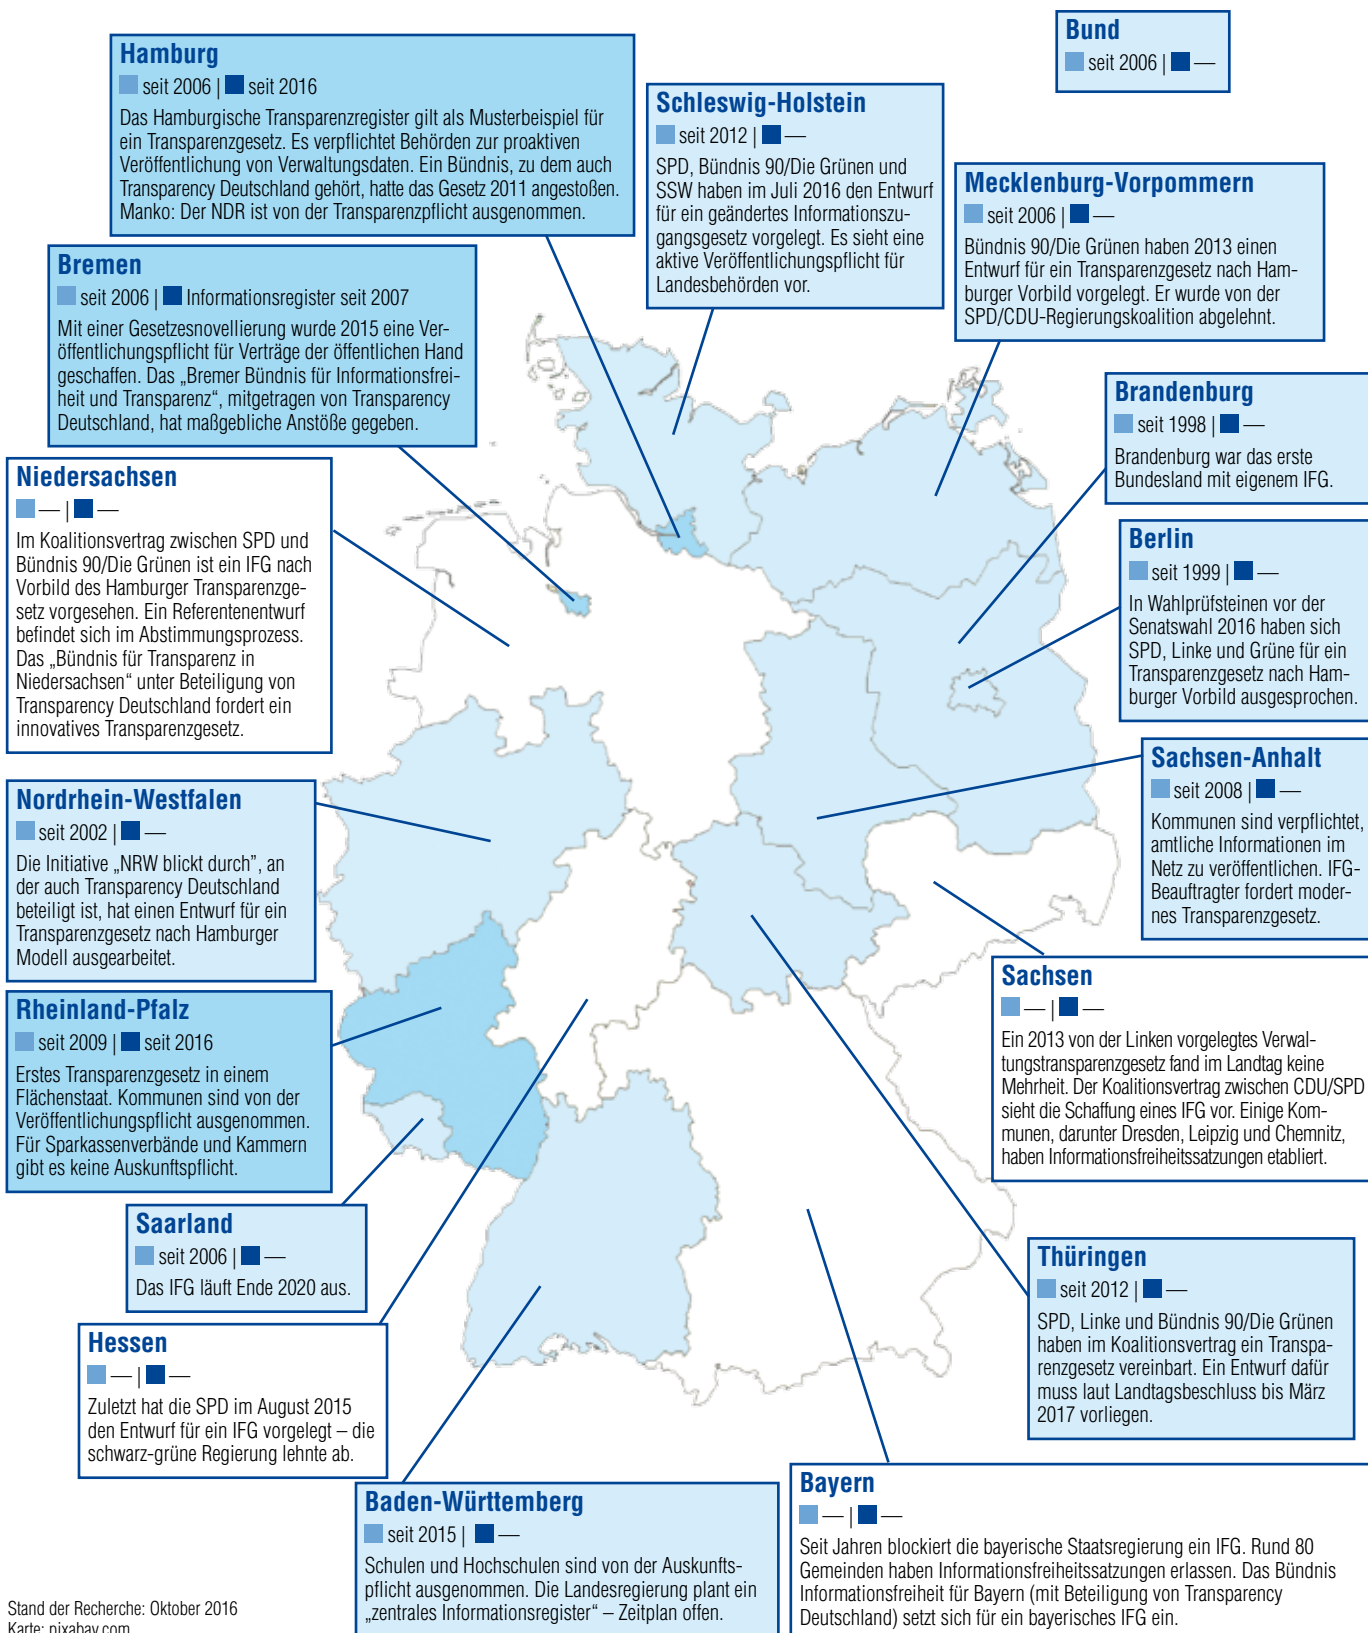 Bund
seit 2006 | —
Hamburg
seit 2006 | seit 2016
Das Hamburgische Transparenzregister gilt als Musterbeispiel für
ein Transparenzgesetz. Es verpflichtet Behörden zur proaktiven
Veröffentlichung von Verwaltungsdaten. Ein Bündnis, zu dem auch
Transparency Deutschland gehört, hatte das Gesetz 2011 angestoßen.
Manko: Der NDR ist von der Transparenzpflicht ausgenommen.
Schleswig-Holstein
seit 2012 | —
SPD, Bündnis 90/Die Grünen und
SSW haben im Juli 2016 den Entwurf
für ein geändertes Informationszu-
gangsgesetz vorgelegt. Es sieht eine
aktive Veröffentlichungspflicht für
Landesbehörden vor.
Mecklenburg-Vorpommern
seit 2006 | —
Bündnis 90/Die Grünen haben 2013 einen
Entwurf für ein Transparenzgesetz nach Ham-
burger Vorbild vorgelegt. Er wurde von der
SPD/CDU-Regierungskoalition abgelehnt.
Bremen
seit 2006 | Informationsregister seit 2007
Mit einer Gesetzesnovellierung wurde 2015 eine Ver-
öffentlichungspflicht für Verträge der öffentlichen Hand
geschaffen. Das „Bremer Bündnis für Informationsfrei-
heit und Transparenz“, mitgetragen von Transparency
Deutschland, hat maßgebliche Anstöße gegeben.
Brandenburg
seit 1998 | —
Brandenburg war das erste
Bundesland mit eigenem IFG.
Niedersachsen
— | —
Im Koalitionsvertrag zwischen SPD und
Bündnis 90/Die Grünen ist ein IFG nach
Vorbild des Hamburger Transparenzge-
setz vorgesehen. Ein Referentenentwurf
befindet sich im Abstimmungsprozess.
Das „Bündnis für Transparenz in
Niedersachsen“ unter Beteiligung von
Transparency Deutschland fordert ein
innovatives Transparenzgesetz.
Berlin
seit 1999 | —
In Wahlprüfsteinen vor der
Senatswahl 2016 haben sich
SPD, Linke und Grüne für ein
Transparenzgesetz nach Ham-
burger Vorbild ausgesprochen.
Sachsen-Anhalt
seit 2008 | —
Kommunen sind verpflichtet,
amtliche Informationen im
Netz zu veröffentlichen. IFG-
Beauftragter fordert moder-
nes Transparenzgesetz.
Nordrhein-Westfalen
seit 2002 | —
Die Initiative „NRW blickt durch”, an
der auch Transparency Deutschland
beteiligt ist, hat einen Entwurf für ein
Transparenzgesetz nach Hamburger
Modell ausgearbeitet.
Sachsen
— | —
Ein 2013 von der Linken vorgelegtes Verwal-
tungstransparenzgesetz fand im Landtag keine
Mehrheit. Der Koalitionsvertrag zwischen CDU/SPD
sieht die Schaffung eines IFG vor. Einige Kom-
munen, darunter Dresden, Leipzig und Chemnitz,
haben Informationsfreiheitssatzungen etabliert.
Rheinland-Pfalz
seit 2009 | seit 2016
Erstes Transparenzgesetz in einem
Flächenstaat. Kommunen sind von der
Veröffentlichungspflicht ausgenommen.
Für Sparkassenverbände und Kammern
gibt es keine Auskunftspflicht.
Saarland
seit 2006 | —
Das IFG läuft Ende 2020 aus.
Thüringen
seit 2012 | —
SPD, Linke und Bündnis 90/Die Grünen
haben im Koalitionsvertrag ein Transpa-
renzgesetz vereinbart. Ein Entwurf dafür
muss laut Landtagsbeschluss bis März
2017 vorliegen.
Hessen
— | —
Zuletzt hat die SPD im August 2015
den Entwurf für ein IFG vorgelegt – die
schwarz-grüne Regierung lehnte ab.
Baden-Württemberg
seit 2015 | —
Schulen und Hochschulen sind von der Auskunfts-
pflicht ausgenommen. Die Landesregierung plant ein
„zentrales Informationsregister“ – Zeitplan offen.
Bayern
— | —
Seit Jahren blockiert die bayerische Staatsregierung ein IFG. Rund 80
Gemeinden haben Informationsfreiheitssatzungen erlassen. Das Bündnis
Informationsfreiheit für Bayern (mit Beteiligung von Transparency
Deutschland) setzt sich für ein bayerisches IFG ein.
Stand der Recherche: Oktober 2016
Karte: pixabay.com